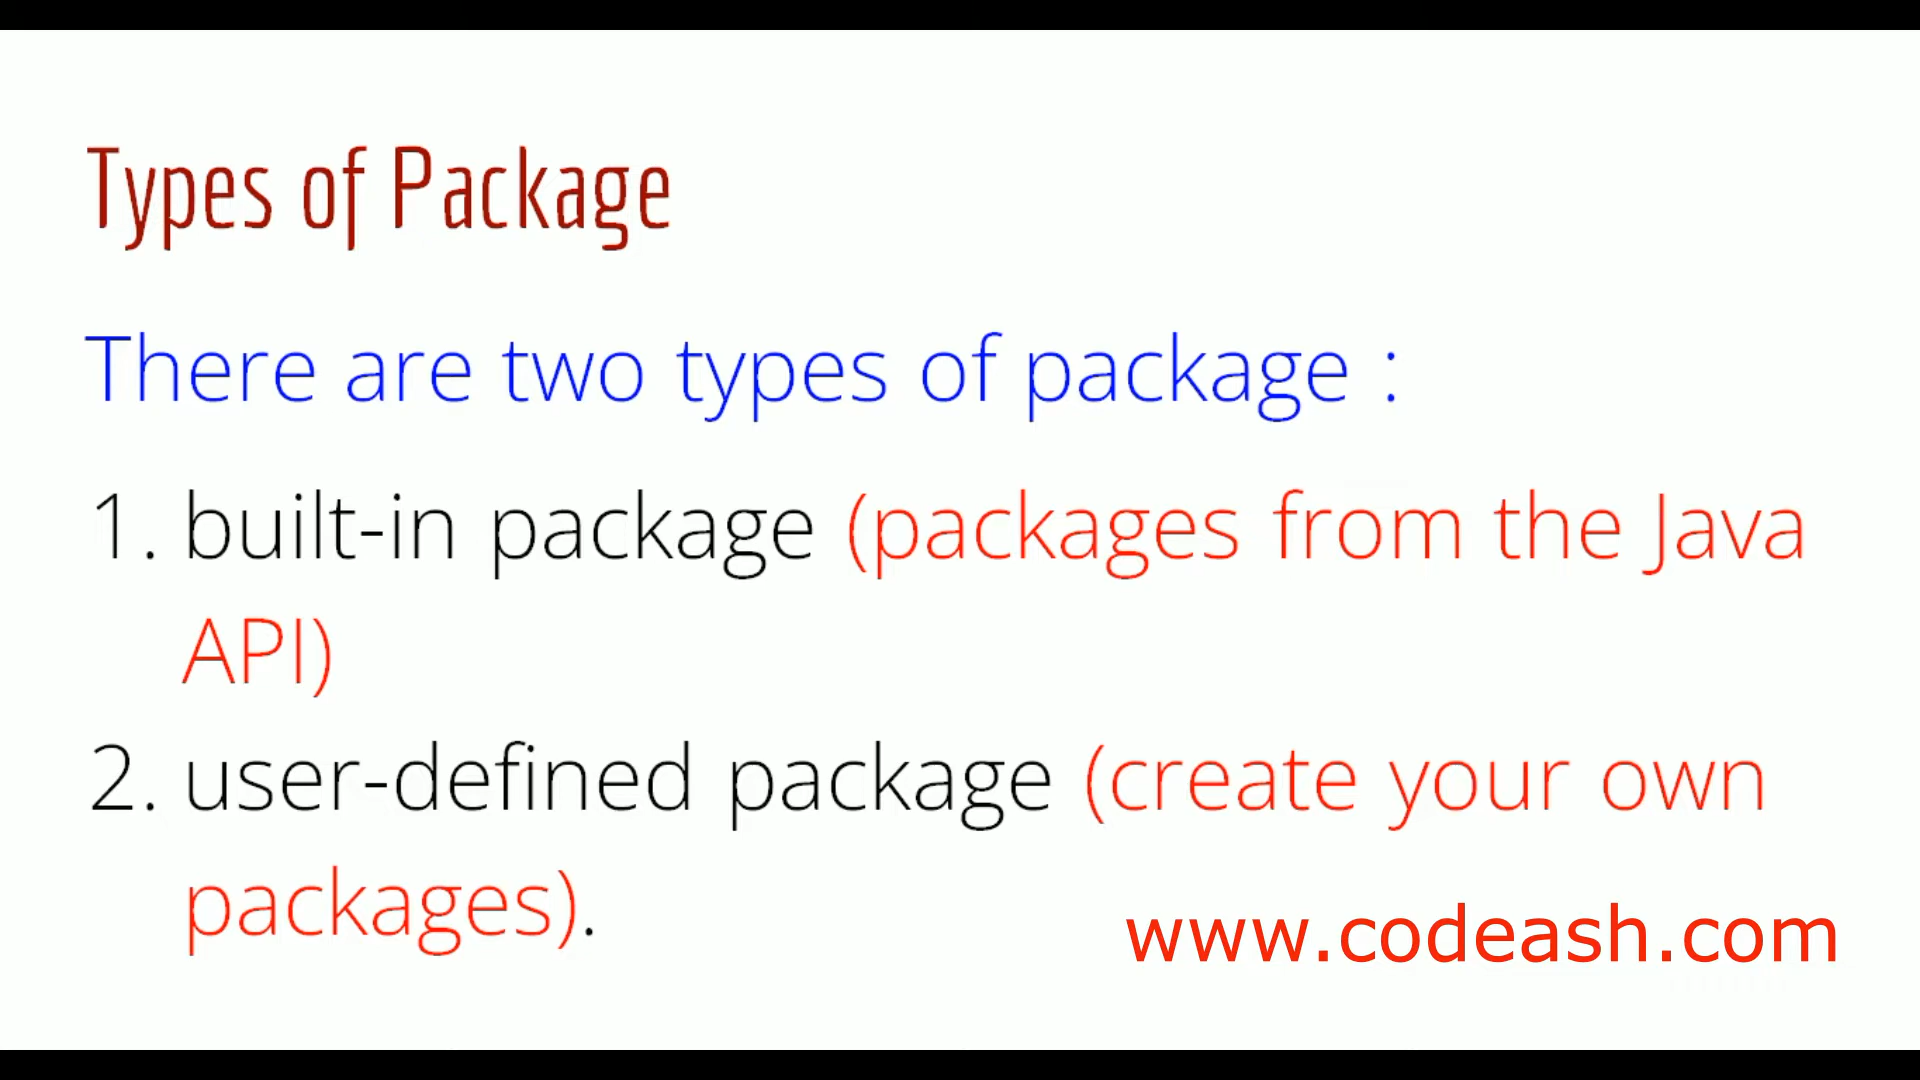 Types of Package
There are two types of package :
1. built-in package (packages from the Java
API)
2. user-defined package (create your own
packages).
www.codeash.com